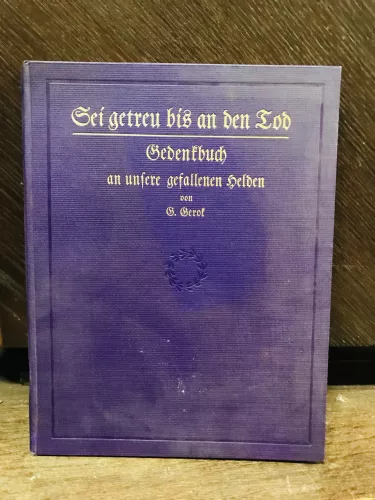 Sei getreu bis an den Tod
Gedenkbuch
an unsere gefallenen Helden
von
G. Gerok